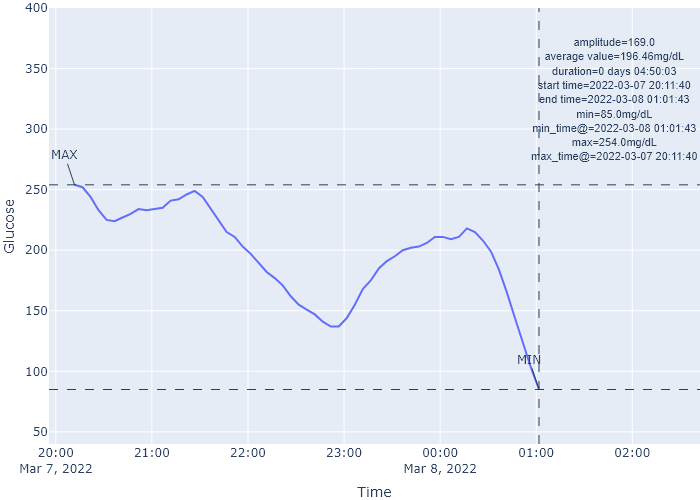 400
amplitude=169.0
average value=196.46mg/dL
duration=0 days 04:50:03
start time=2022-03-07 20:11:40
end time=2022-03-08 01:01:43
min=85.0mg/dL
min_time@=2022-03-08 01:01:43
max=254.0mg/dL
max_time@=2022-03-07 20:11:40
350
300
MAX
250
Glucose
200
150
MIN
100
50
20:00 21:00 22:00 23:00 00:00 01:00 02:00
Mar 7, 2022 Mar 8, 2022
Time